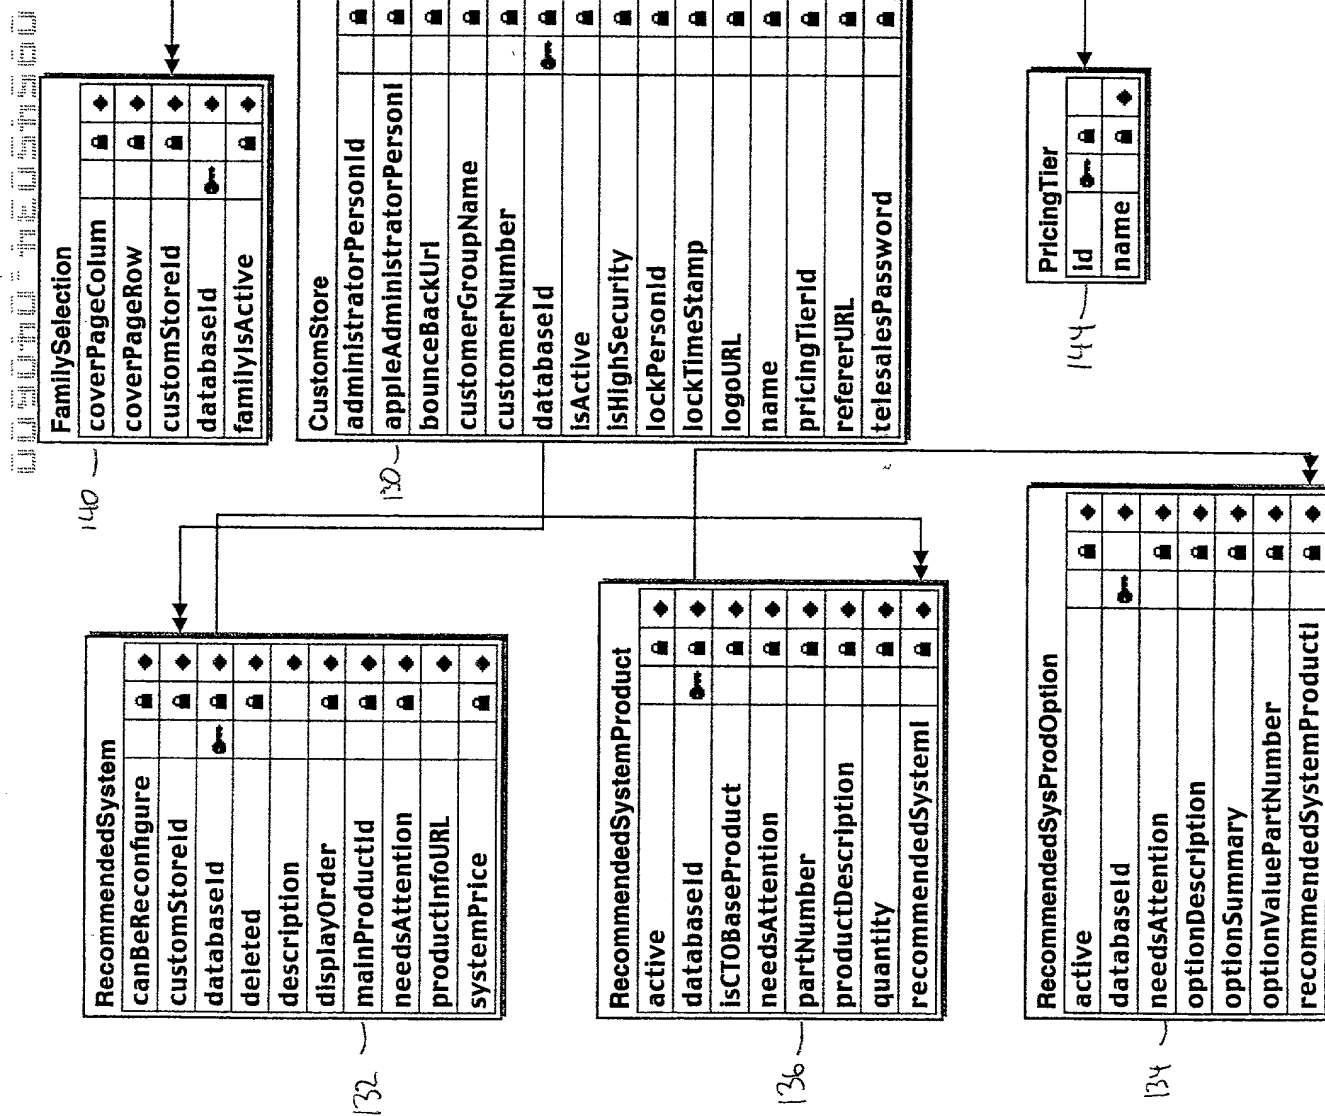 FamilySelection
coverPageColum
coverPageRow
customStoreId
databaseId
familyIsActive
140
CustomStore
administratorPersonId
appleAdministratorPersonI
bounceBackUrl
customerGroupName
customerNumber
databaseId
isActive
isHighSecurity
lockPersonId
lockTimeStamp
logoURL
name
pricingTierId
refererURL
telesalesPassword
130
PricingTier
id
name
144
RecommendedSystem
canBeReconfigure
customStoreId
databaseId
deleted
description
displayOrder
mainProductId
needsAttention
productInfoURL
systemPrice
132
RecommendedSystemProduct
active
databaseId
isCTOBaseProduct
needsAttention
partNumber
productDescription
quantity
recommendedSystemI
136
RecommendedSysProdOption
active
databaseId
needsAttention
optionDescription
optionSummary
optionValuePartNumber
recommendedSystemProductI
134